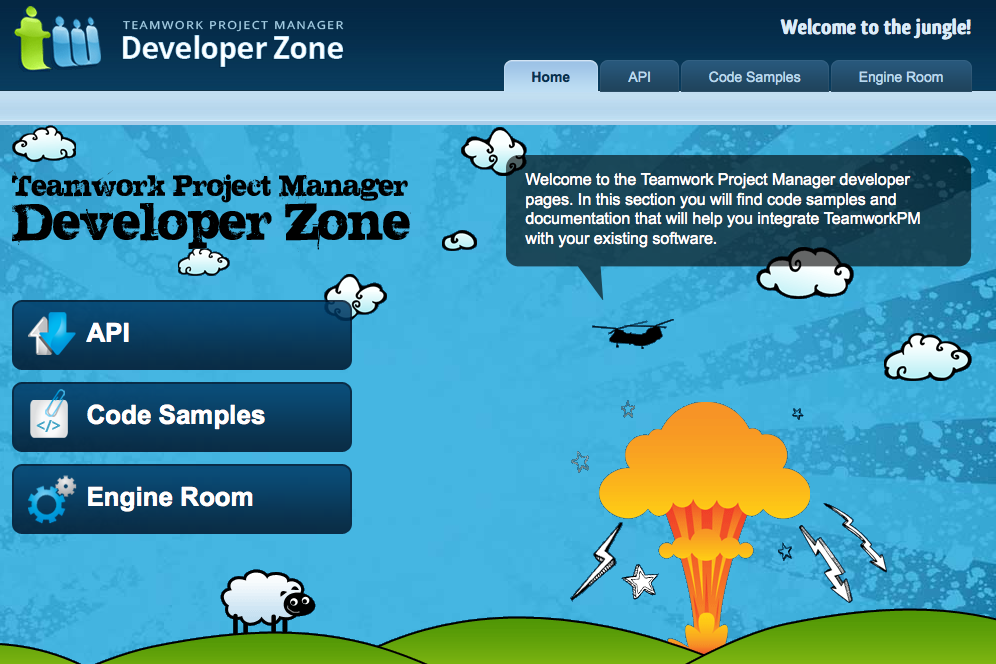 TEAMWORK PROJECT MANAGER
Developer Zone
Welcome to the jungle!
Home
API
Code Samples
Engine Room
Teamwork Project Manager
Developer Zone
Welcome to the Teamwork Project Manager developer
pages. In this section you will find code samples and
documentation that will help you integrate TeamworkPM
with your existing software.
API
</>
Code Samples
Engine Room